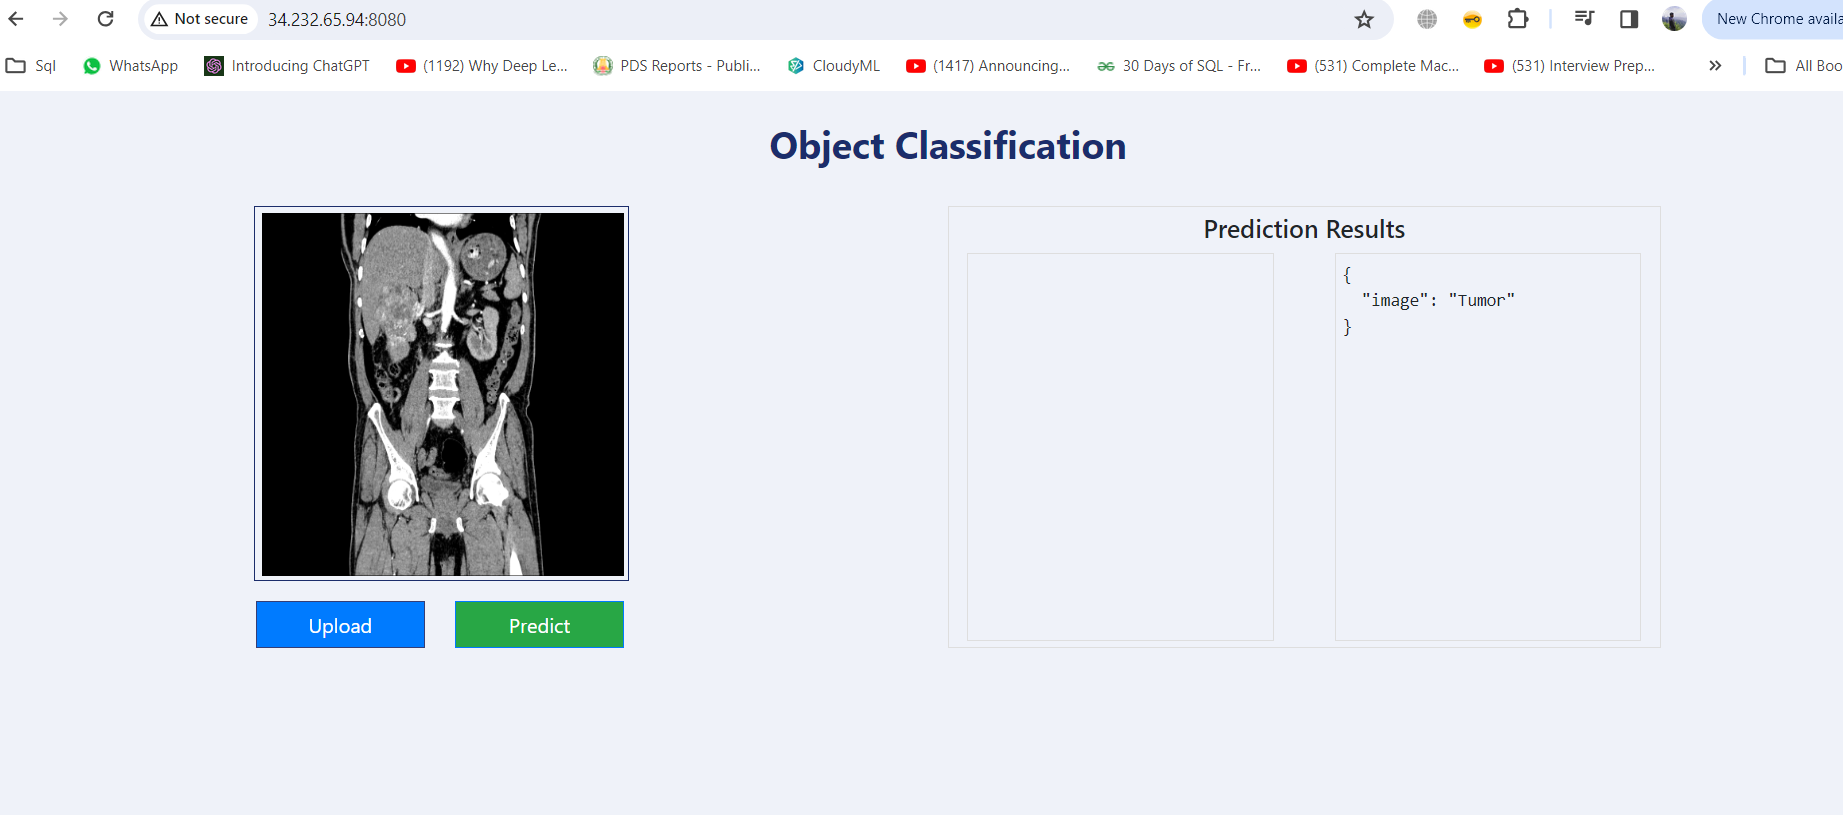 Not secure 34.232.65.94:8080 New Chrome availa
Sql WhatsApp Introducing ChatGPT (1192) Why Deep Le... PDS Reports - Publi... CloudyML (1417) Announcing... 30 Days of SQL - Fr... (531) Complete Mac... (531) Interview Prep... » All Boo
Object Classification
Prediction Results
{
"image": "Tumor"
}
Upload Predict